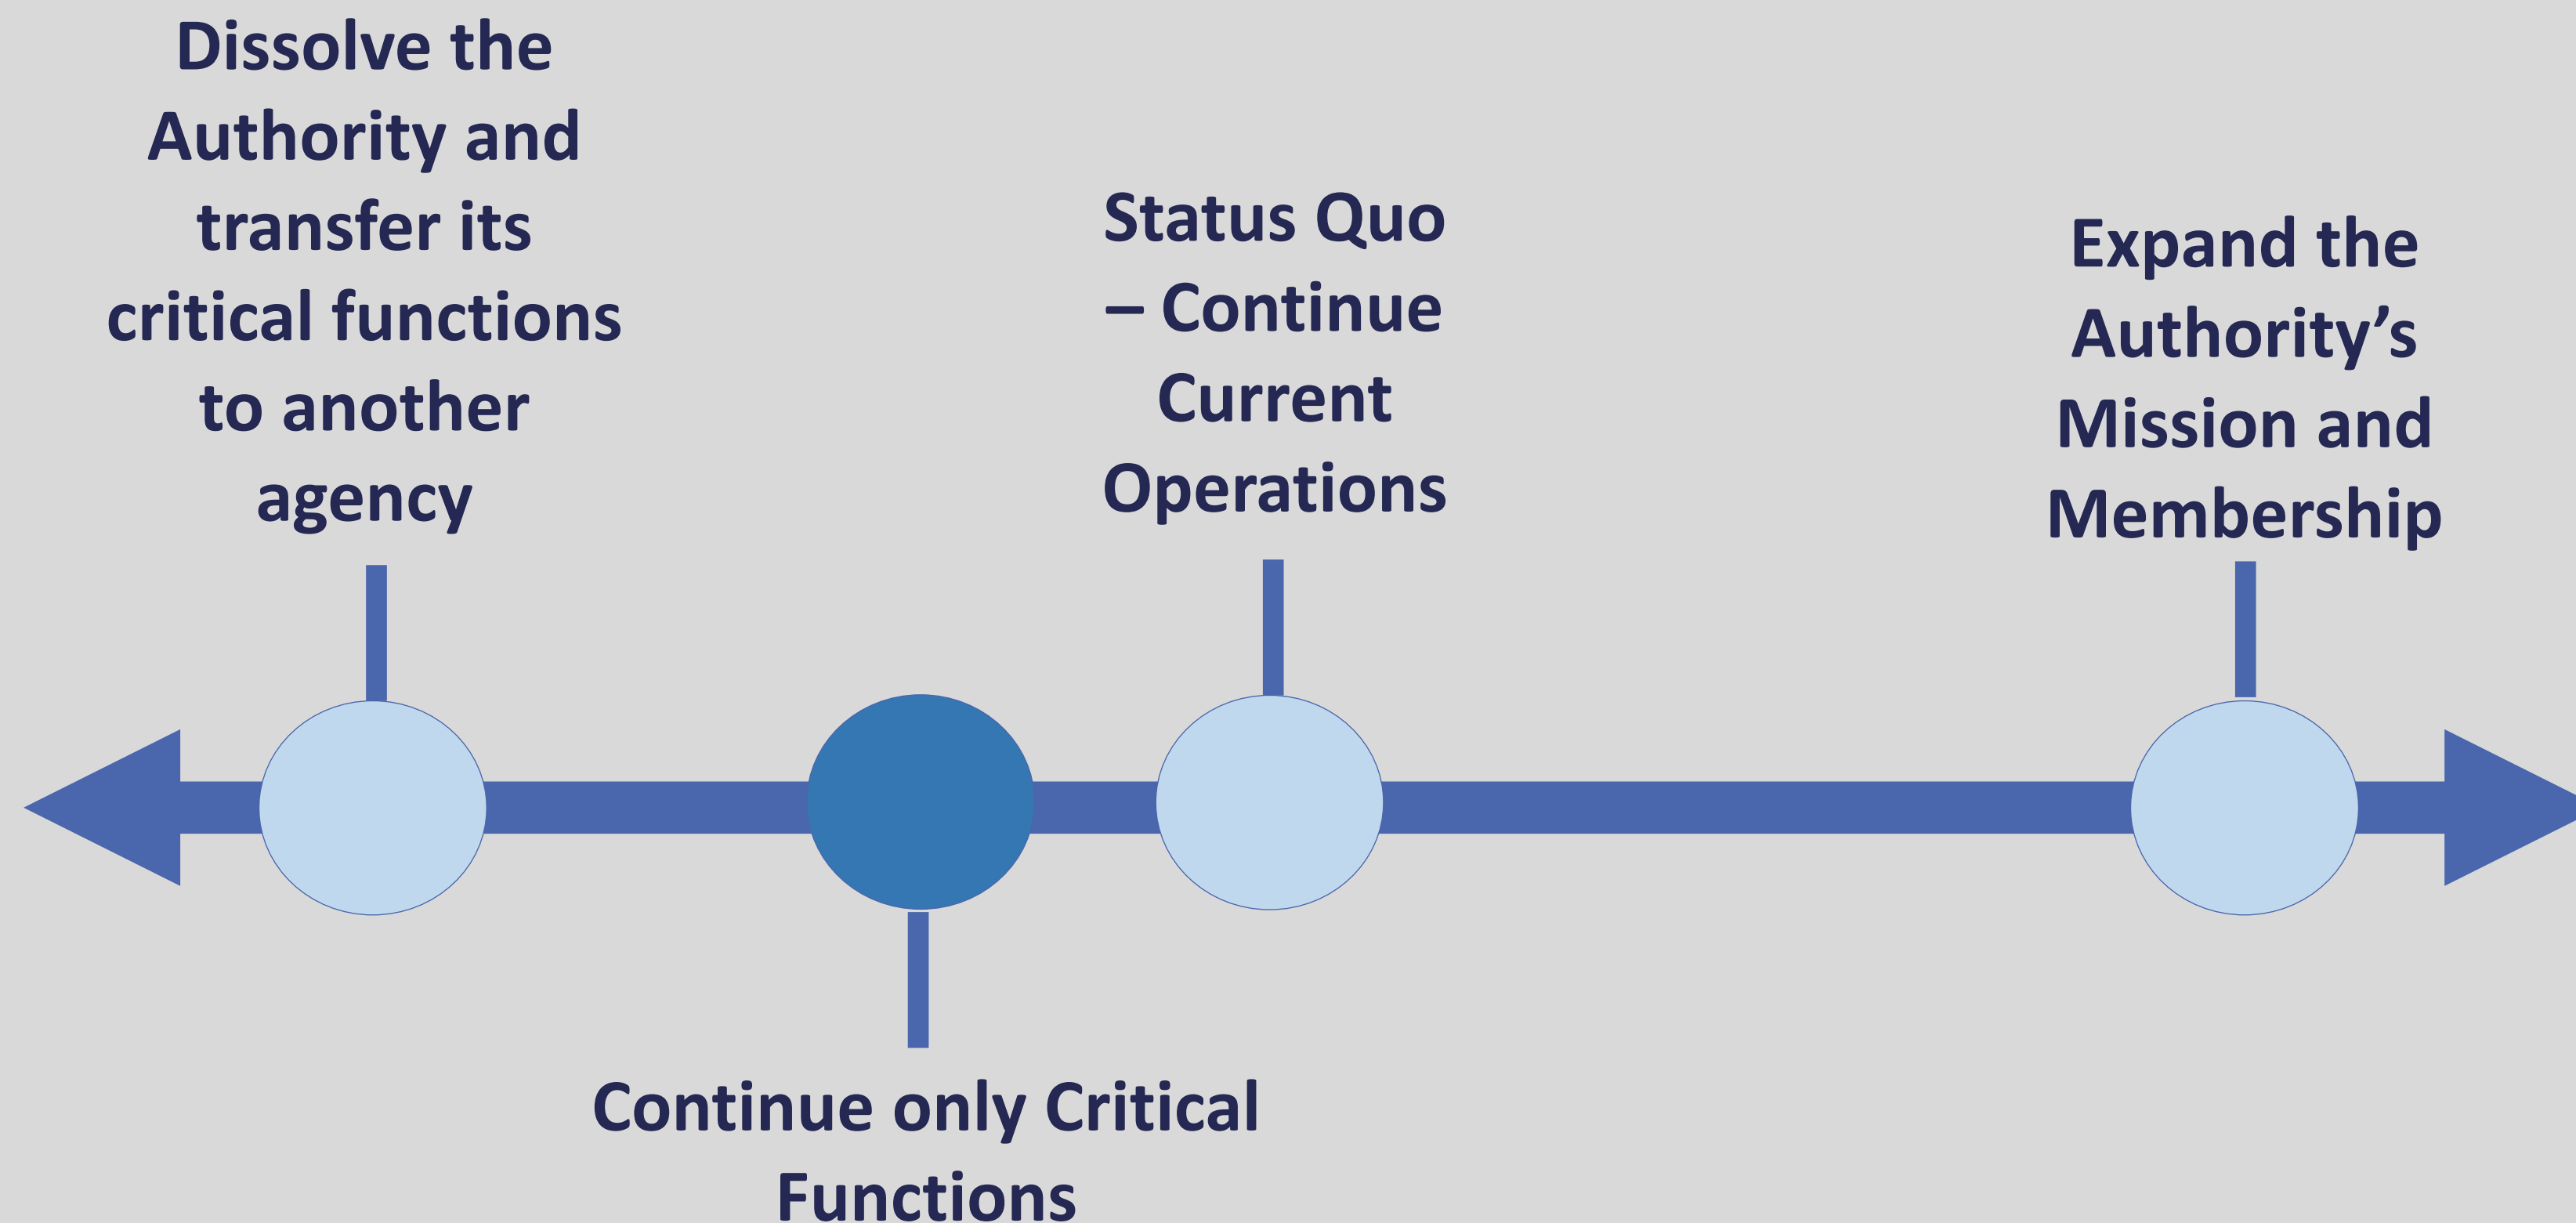 Dissolve the
Authority and
transfer its
critical functions
to another
agency
Status Quo
– Continue
Current
Operations
Expand the
Authority’s
Mission and
Membership
Continue only Critical
Functions